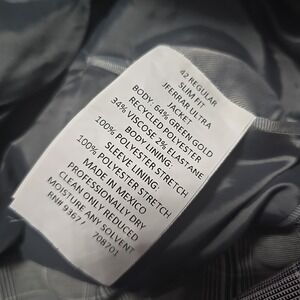 42 REGULAR
SLIM FIT
JFERRAR ULTRA
JACKET
BODY: 64% GREEN GOLD
RECYCLED POLYESTER
34% VISCOSE 2% ELASTANE
BODY LINING:
100% POLYESTER STRETCH
SLEEVE LINING:
100% POLYESTER STRETCH
MADE IN MEXICO
PROFESSIONALLY DRY
CLEAN ONLY REDUCED
MOISTURE ANY SOLVENT
RN# 93677 708701